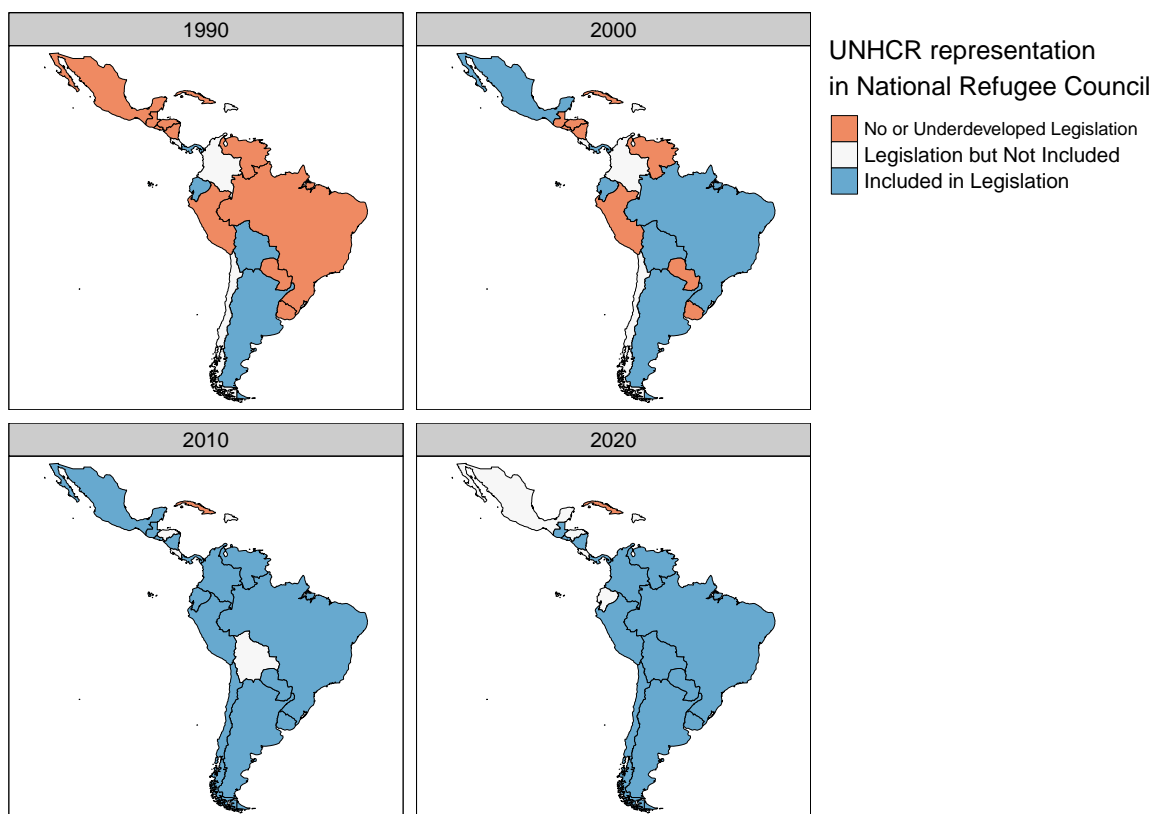 1990
2000
UNHCR representation
in National Refugee Council
No or Underdeveloped Legislation
Legislation but Not Included
Included in Legislation
2010
2020